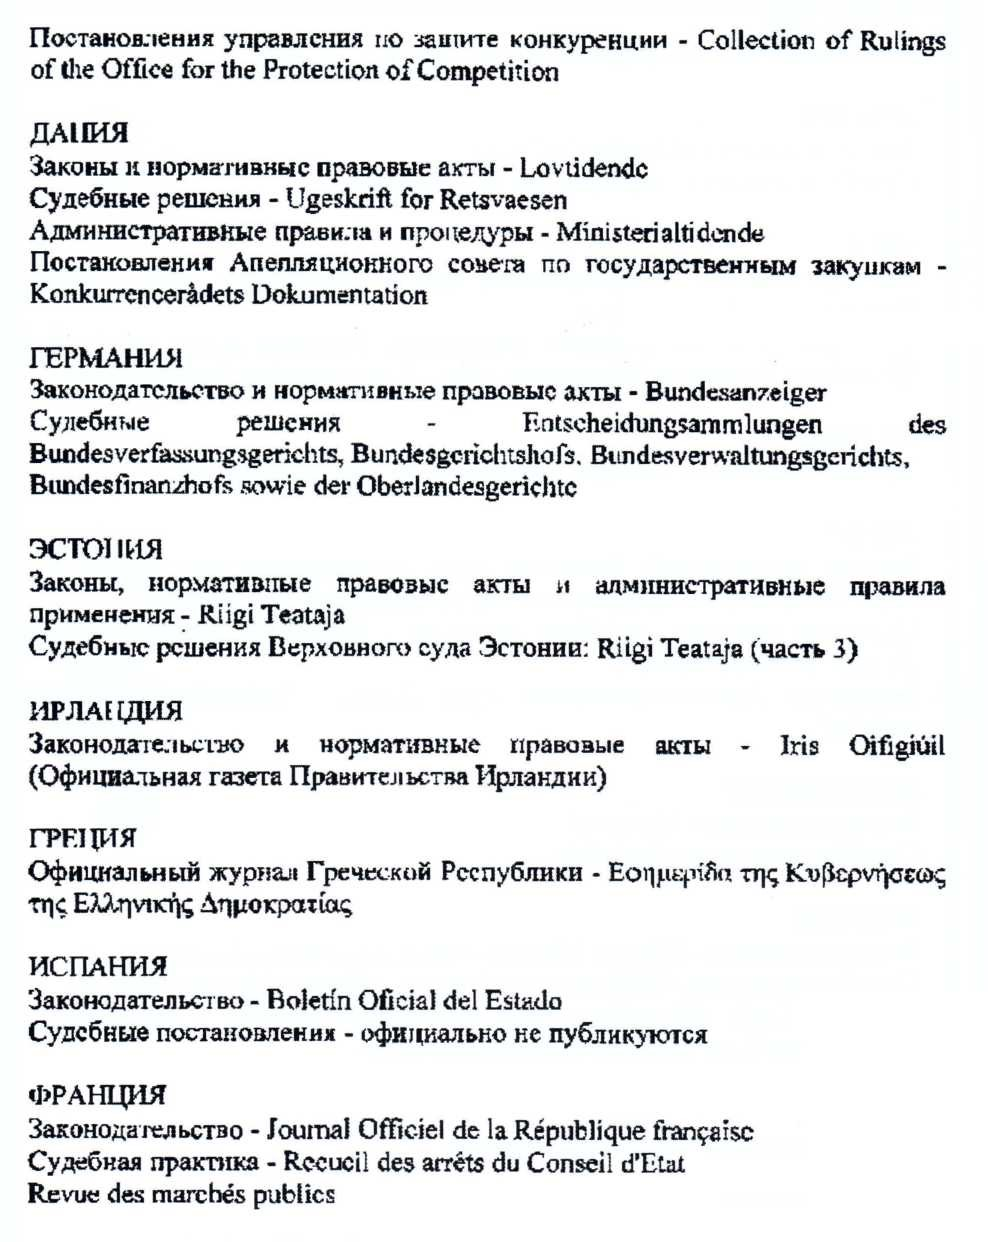 Постановления управления по защите конкуренции - Collection of Rulings
of the Office for the Protection of Competition
ДАНИЯ
Законы и нормативные правовые акты - Lovtidende
Судебные решения - Ugeskrift for Retsvaesen
Административные правила и процедуры - Ministerialtidende
Постановления Апелляционного совета по государственным закупкам -
Konkurrencerådets Dokumentation
ГЕРМАНИЯ
Законодательство и нормативные правовые акты - Bundesanzeiger
Судебные решения - Entscheidungsammlungen des
Bundesverfassungsgerichts, Bundesgerichtshofs, Bundesverwaltungsgerichts,
Bundesfinanzhofs sowie der Oberlandesgerichte
ЭСТОНИЯ
Законы, нормативные правовые акты и административные правила
применения - Riigi Teataja
Судебные решения Верховного суда Эстонии: Riigi Teataja (часть 3)
ИРЛАНДИЯ
Законодательство и нормативные правовые акты - Iris Oifigiúil
(Официальная газета Правительства Ирландии)
ГРЕЦИЯ
Официальный журнал Греческой Республики - Εφημερίδα της Κυβερνήσεως
της Ελληνικής Δημοκρατίας
ИСПАНИЯ
Законодательство - Boletín Oficial del Estado
Судебные постановления - официально не публикуются
ФРАНЦИЯ
Законодательство - Journal Officiel de la République française
Судебная практика - Recueil des arrêts du Conseil d'Etat
Revue des marchés publics